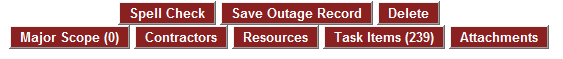 Spell Check Save Outage Record Delete
Major Scope (0) Contractors Resources Task Items (239) Attachments